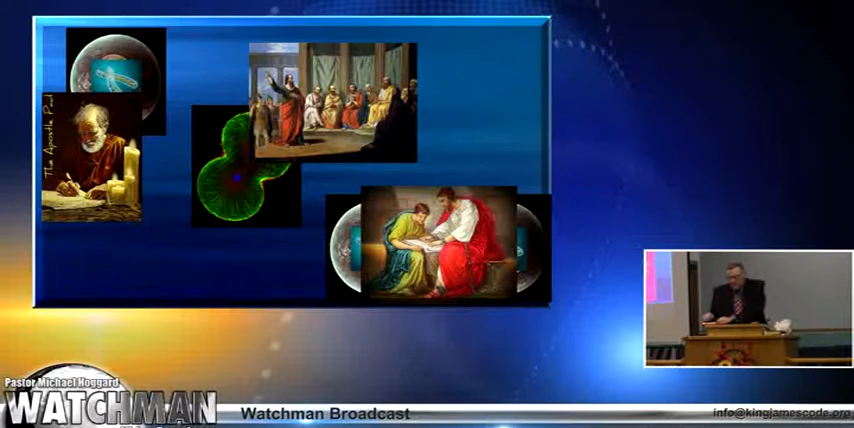 The Apostle Paul
Pastor Michael Hoggard
WATCHMAN
Watchman Broadcast
info@kingjamescode.org